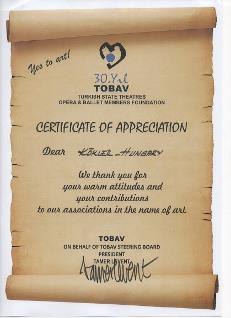 Yes to art!
30.Yıl
TOBAV
TURKISH STATE THEATRES
OPERA & BALLET MEMBERS FOUNDATION
CERTIFICATE OF APPRECIATION
Dear KÖKLER - HUNGARY
We thank you for
your warm attitudes and
your contributions
to our associations in the name of art
TOBAV
ON BEHALF OF TOBAV STEERING BOARD
PRESIDENT
TAMER LEVENT